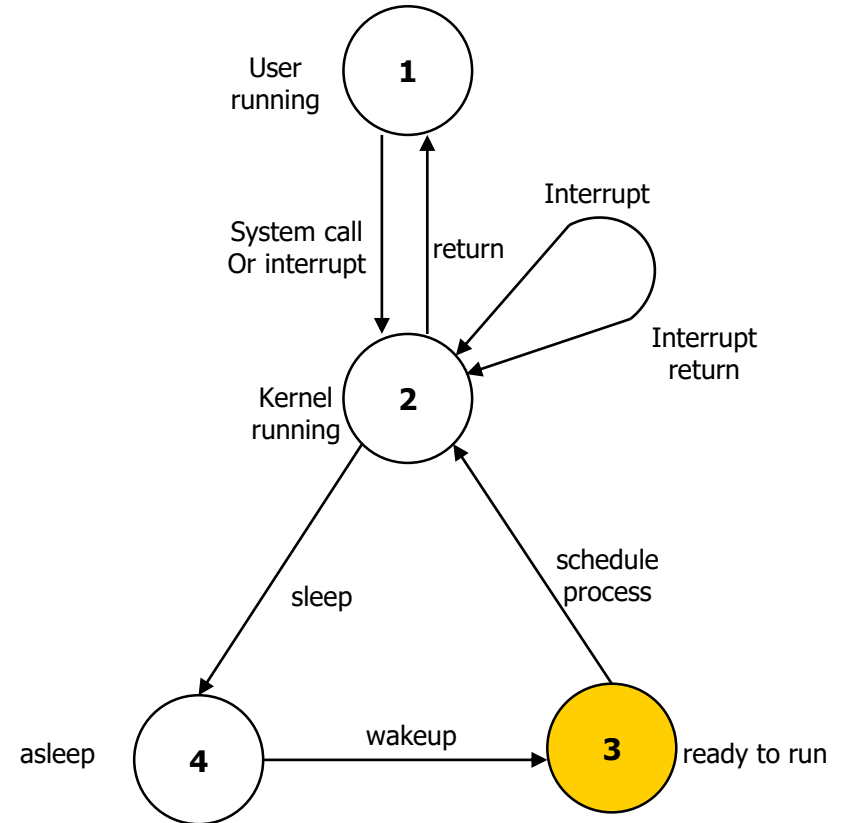 1
User
running
Interrupt
System call
Or interrupt
return
Interrupt
return
2
Kernel
running
schedule
process
sleep
wakeup
asleep
4
3
ready to run